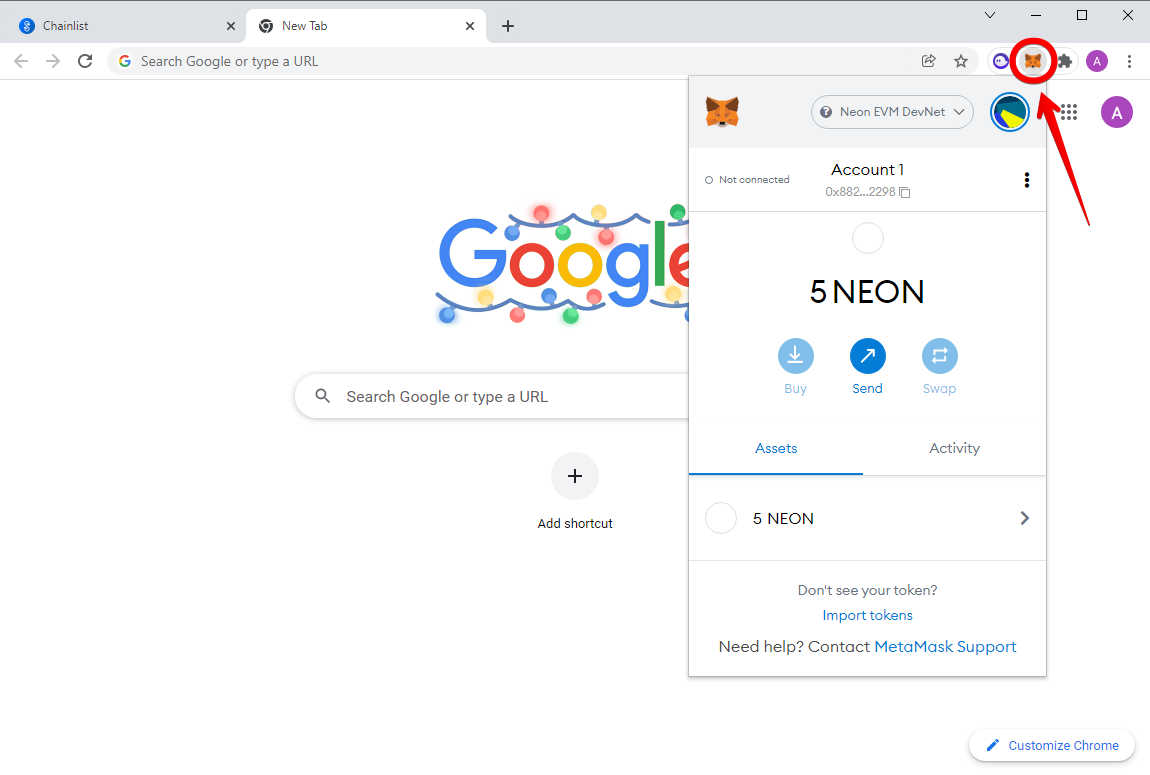 Chainlist
New Tab
Search Google or type a URL
A
Neon EVM DevNet
A
Not connected
Account 1
0x882...2298
Google
5 NEON
Buy
Send
Swap
Search Google or type a URL
Assets
Activity
5 NEON
Add shortcut
Don't see your token?
Import tokens
Need help? Contact MetaMask Support
Customize Chrome